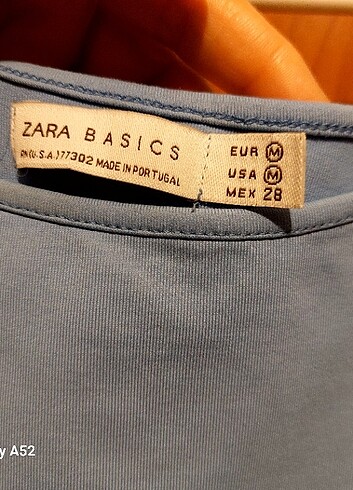 ZARA BASICS
RN(U.S.A.)77302 MADE IN PORTUGAL
EUR M
USA M
MEX 28
y A52